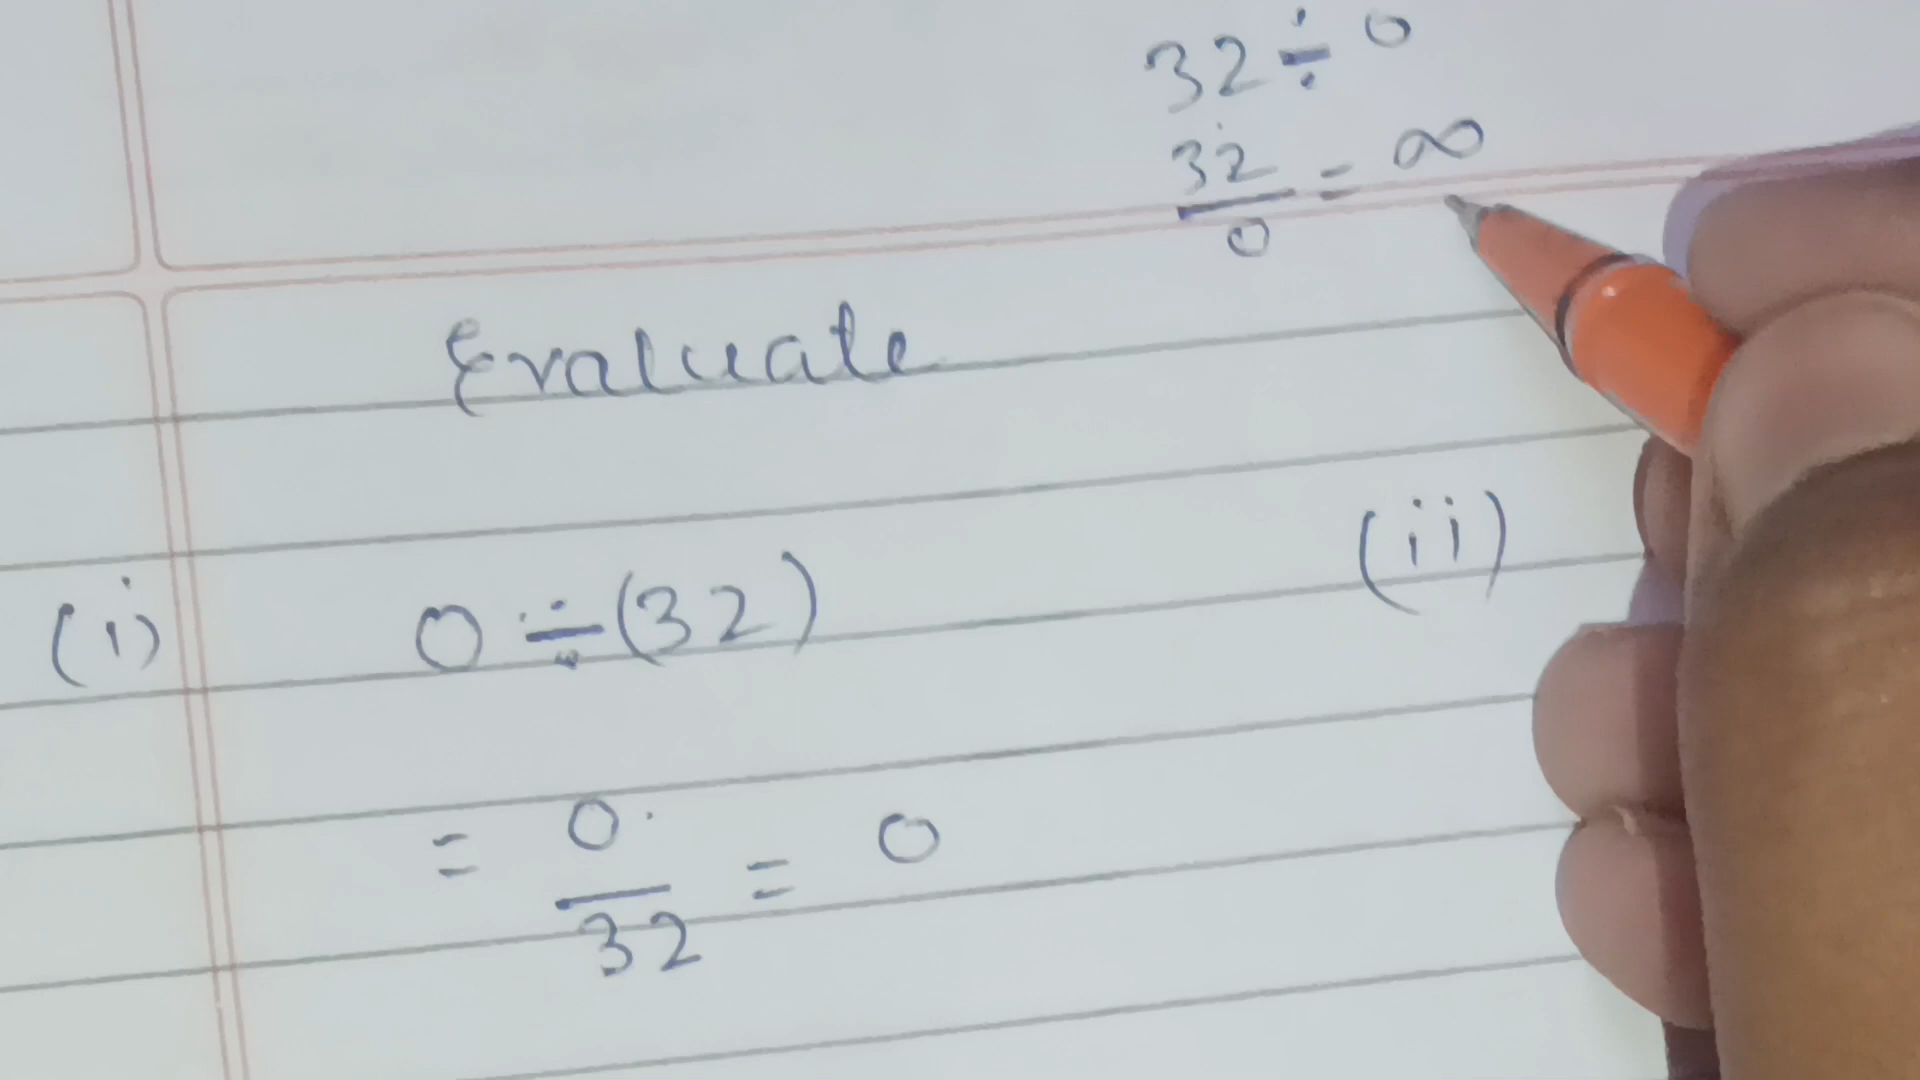 32 ÷ 0
32/0 = ∞
Evaluate
(i) 0 ÷ (32) (ii)
= 0/32 = 0